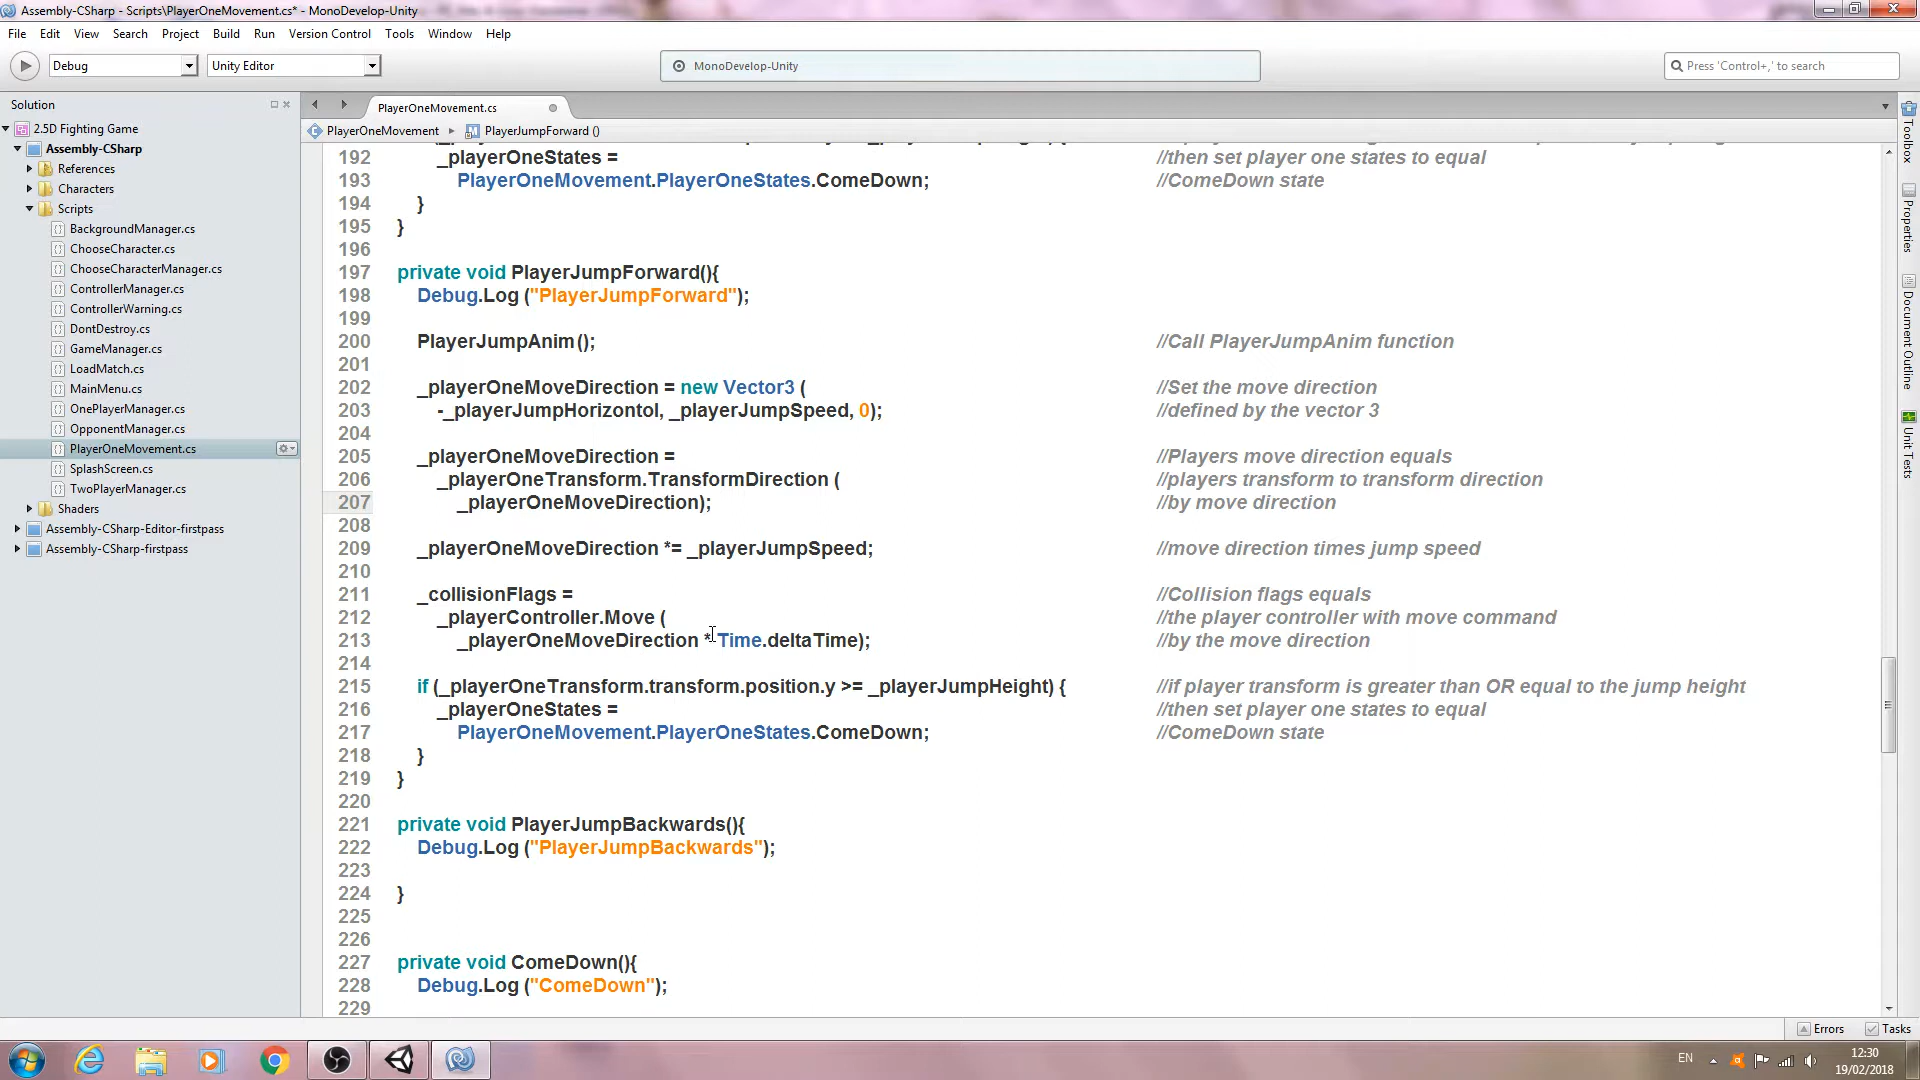 Assembly-CSharp - Scripts\PlayerOneMovement.cs* - MonoDevelop-Unity
File Edit View Search Project Build Run Version Control Tools Window Help
Debug Unity Editor MonoDevelop-Unity Press 'Control+,' to search
Solution
2.5D Fighting Game
Assembly-CSharp
References
Characters
Scripts
BackgroundManager.cs
ChooseCharacter.cs
ChooseCharacterManager.cs
ControllerManager.cs
ControllerWarning.cs
DontDestroy.cs
GameManager.cs
LoadMatch.cs
MainMenu.cs
OnePlayerManager.cs
OpponentManager.cs
PlayerOneMovement.cs
SplashScreen.cs
TwoPlayerManager.cs
Shaders
Assembly-CSharp-Editor-firstpass
Assembly-CSharp-firstpass
PlayerOneMovement.cs
PlayerOneMovement PlayerJumpForward ()
192 _playerOneStates = //then set player one states to equal
193 PlayerOneMovement.PlayerOneStates.ComeDown; //ComeDown state
194 }
195 }
196
197 private void PlayerJumpForward(){
198 Debug.Log ("PlayerJumpForward");
199
200 PlayerJumpAnim(); //Call PlayerJumpAnim function
201
202 _playerOneMoveDirection = new Vector3 ( //Set the move direction
203 -_playerJumpHorizontol, _playerJumpSpeed, 0); //defined by the vector 3
204
205 _playerOneMoveDirection = //Players move direction equals
206 _playerOneTransform.TransformDirection ( //players transform to transform direction
207 _playerOneMoveDirection); //by move direction
208
209 _playerOneMoveDirection *= _playerJumpSpeed; //move direction times jump speed
210
211 _collisionFlags = //Collision flags equals
212 _playerController.Move ( //the player controller with move command
213 _playerOneMoveDirection * Time.deltaTime); //by the move direction
214
215 if (_playerOneTransform.transform.position.y >= _playerJumpHeight) { //if player transform is greater than OR equal to the jump height
216 _playerOneStates = //then set player one states to equal
217 PlayerOneMovement.PlayerOneStates.ComeDown; //ComeDown state
218 }
219 }
220
221 private void PlayerJumpBackwards(){
222 Debug.Log ("PlayerJumpBackwards");
223
224 }
225
226
227 private void ComeDown(){
228 Debug.Log ("ComeDown");
229
Toolbox
Properties
Document Outline
Unit Tests
Errors Tasks
EN
12:30
19/02/2018